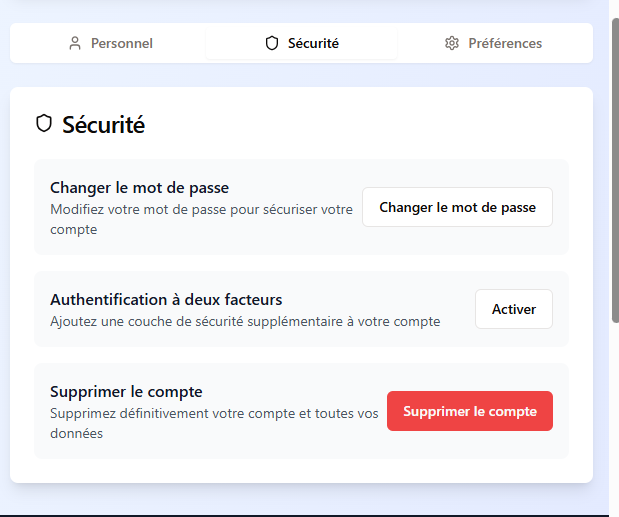 Personnel
Sécurité
Préférences
Sécurité
Changer le mot de passe
Modifiez votre mot de passe pour sécuriser votre
compte
Changer le mot de passe
Authentification à deux facteurs
Ajoutez une couche de sécurité supplémentaire à votre compte
Activer
Supprimer le compte
Supprimez définitivement votre compte et toutes vos
données
Supprimer le compte